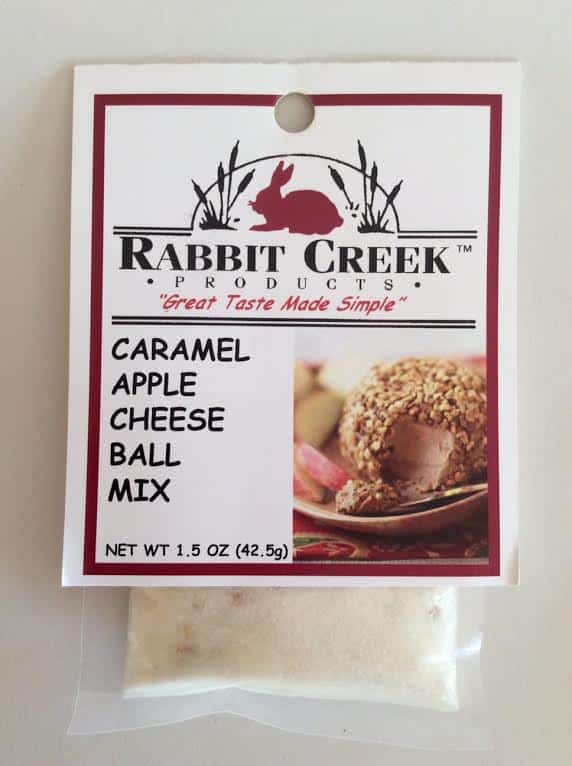 RABBIT CREEK™
• PRODUCTS •
"Great Taste Made Simple"
CARAMEL
APPLE
CHEESE
BALL
MIX
NET WT 1.5 OZ (42.5g)